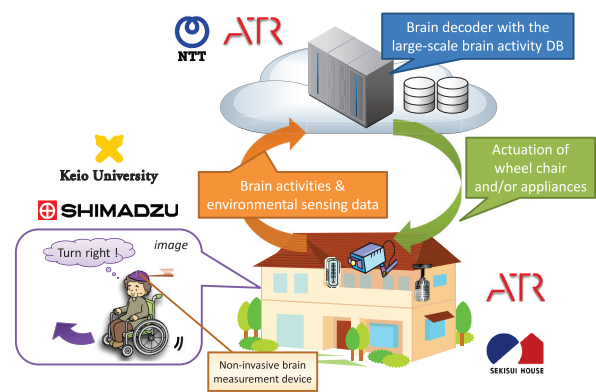 NTT
ATR
Brain decoder with the
large-scale brain activity DB
Keio University
SHIMADZU
Brain activities &
environmental sensing data
Actuation of
wheel chair
and/or appliances
image
Turn right !
Non-invasive brain
measurement device
ATR
SEKISUI HOUSE